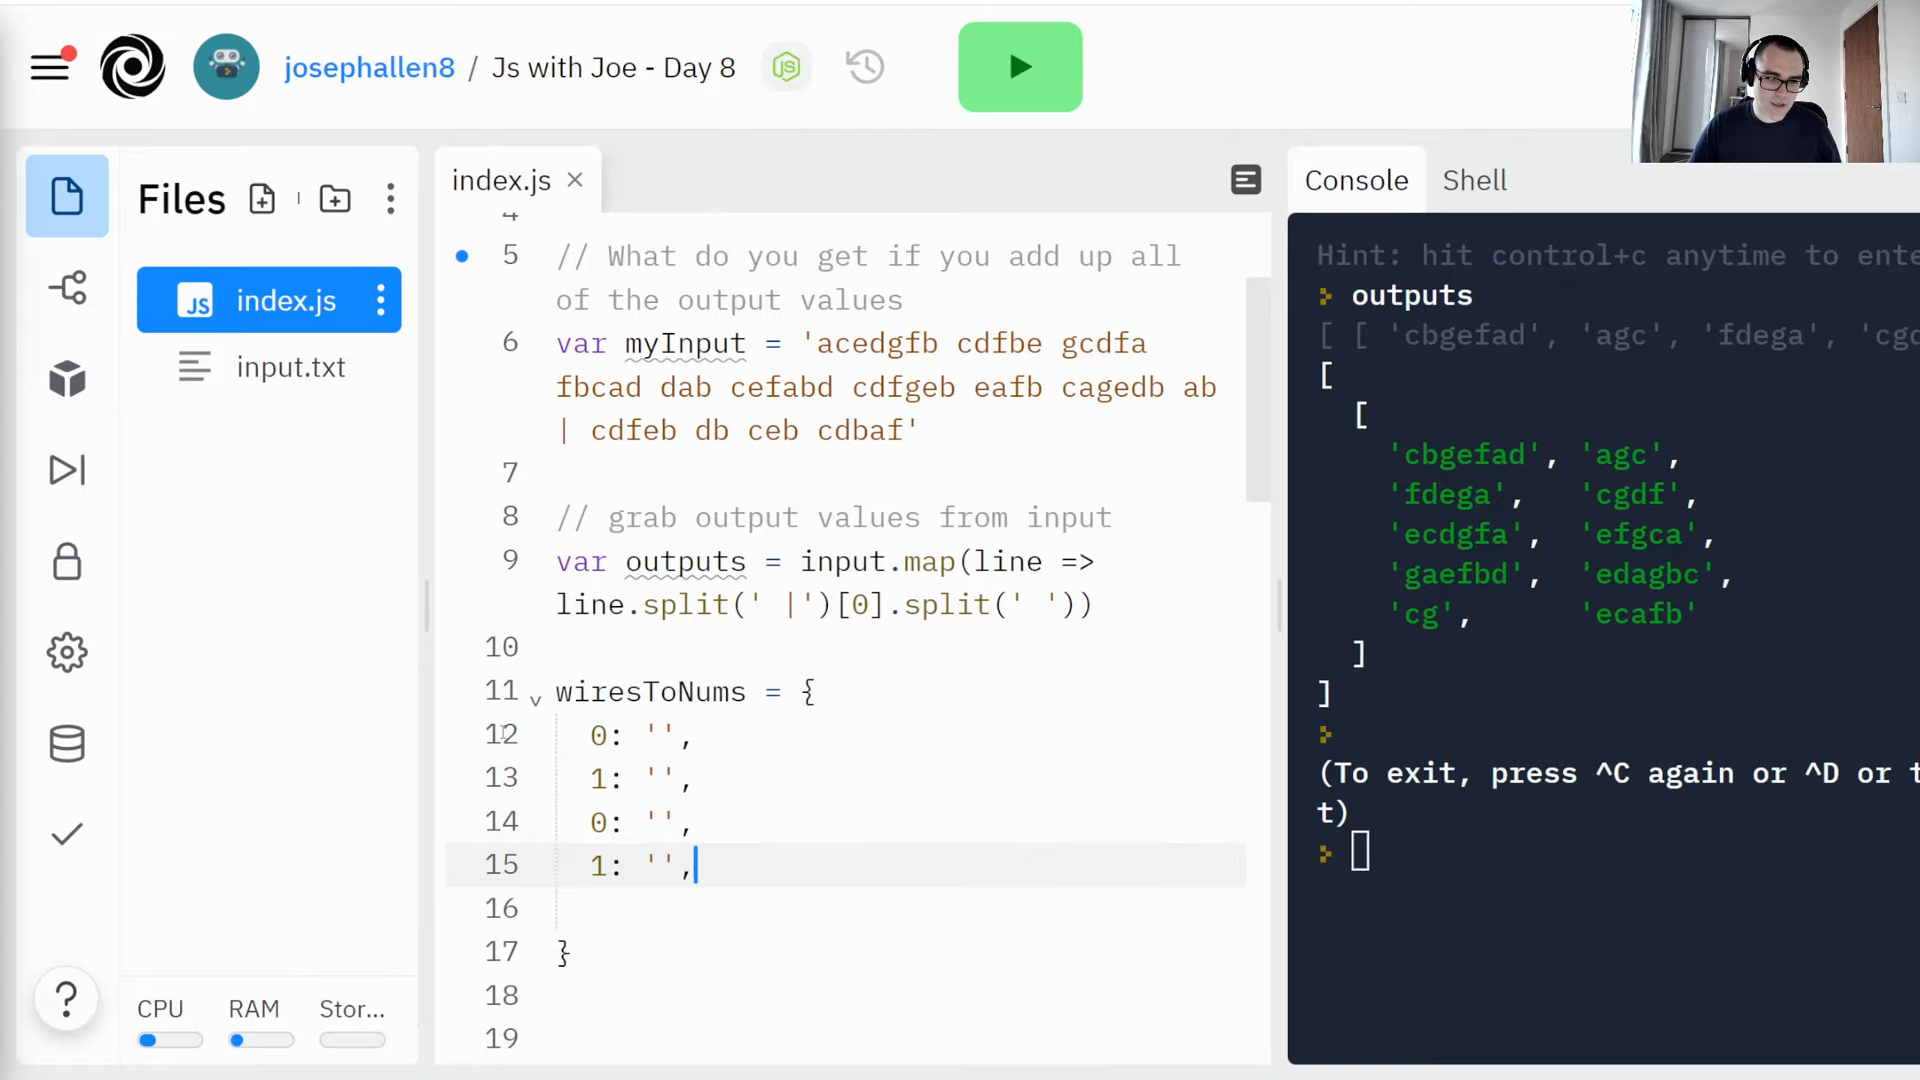 josephallen8 / Js with Joe - Day 8
Files
index.js
input.txt
CPU RAM Stor...
index.js
4
5 // What do you get if you add up all
of the output values
6 var myInput = 'acedgfb cdfbe gcdfa
fbcad dab cefabd cdfgeb eafb cagedb ab
| cdfeb db ceb cdbaf'
7
8 // grab output values from input
9 var outputs = input.map(line =>
line.split(' |')[0].split(' '))
10
11 wiresToNums = {
12 0: '',
13 1: '',
14 0: '',
15 1: '',
16
17 }
18
19
Console Shell
Hint: hit control+c anytime to ente
outputs
[ [ 'cbgefad', 'agc', 'fdega', 'cgd
[
[
'cbgefad', 'agc',
'fdega', 'cgdf',
'ecdgfa', 'efgca',
'gaefbd', 'edagbc',
'cg', 'ecafb'
]
]
(To exit, press ^C again or ^D or t
t)